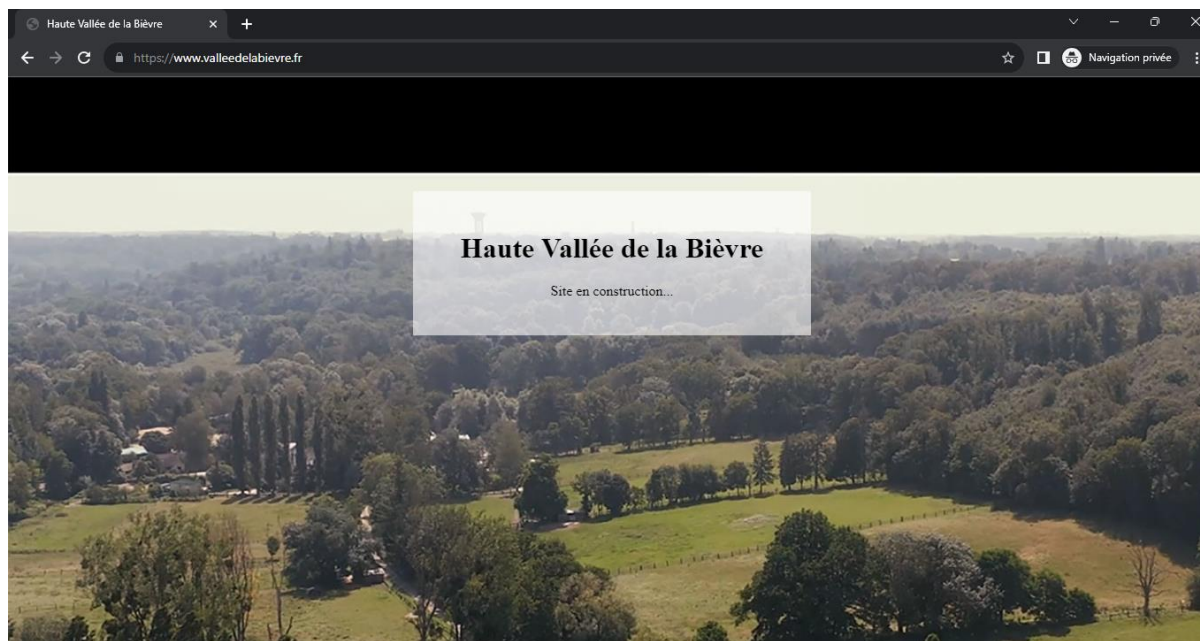 Haute Vallée de la Bièvre
https://www.valleedelabievre.fr
Navigation privée
Haute Vallée de la Bièvre
Site en construction...